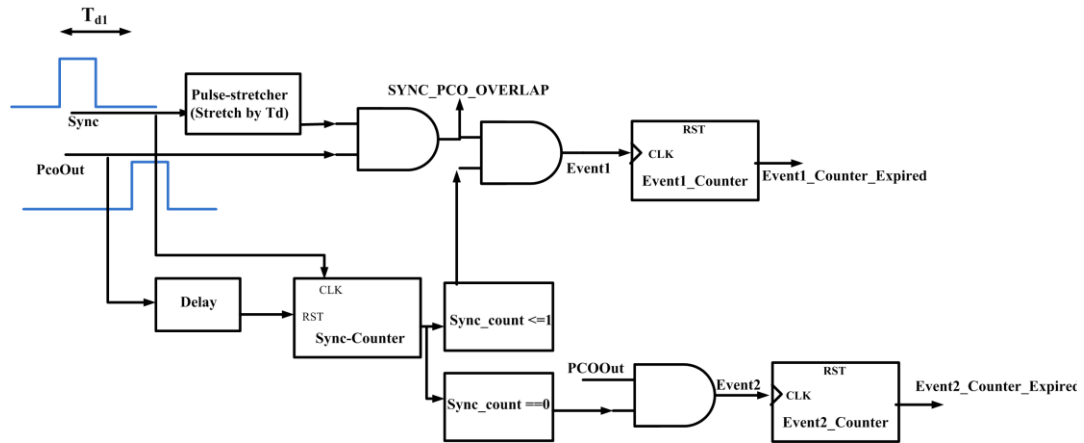 Td1
Pulse-stretcher
(Stretch by Td)
SYNC_PCO_OVERLAP
Sync
PcoOut
Event1
RST
CLK
Event1_Counter
Event1_Counter_Expired
Delay
CLK
RST
Sync-Counter
Sync_count <=1
Sync_count ==0
PCOOut
Event2
RST
CLK
Event2_Counter
Event2_Counter_Expired